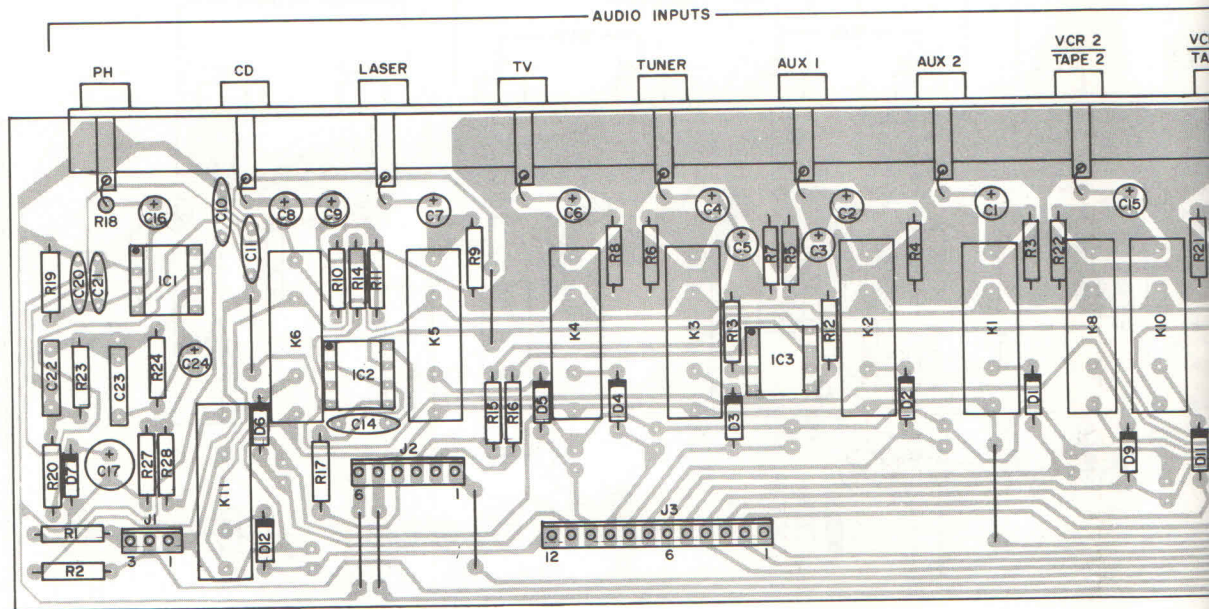 AUDIO INPUTS
PH CD LASER TV TUNER AUX 1 AUX 2 VCR 2 VCR
TAPE 2 TA
R18 C16 C10 C8 C9 C7 C6 C4 C2 C1 C15
C11 R9 R8 R6 C5 R7 R5 C3 R4 R3 R22 R21
R19 C20 C21 IC1 R10 R14 R11
K6 K5 K4 K3 R13 IC3 R12 K2 K1 K8 K10
C22 R23 C23 R24 C24 IC2
D6 C14 R15 R16 D5 D4 D3 D2 D1
R20 D7 C17 R27 R28 K11 R17 J2 D9 D11
6 1
R1 J1 D12 J3
3 1 12 6 1
R2